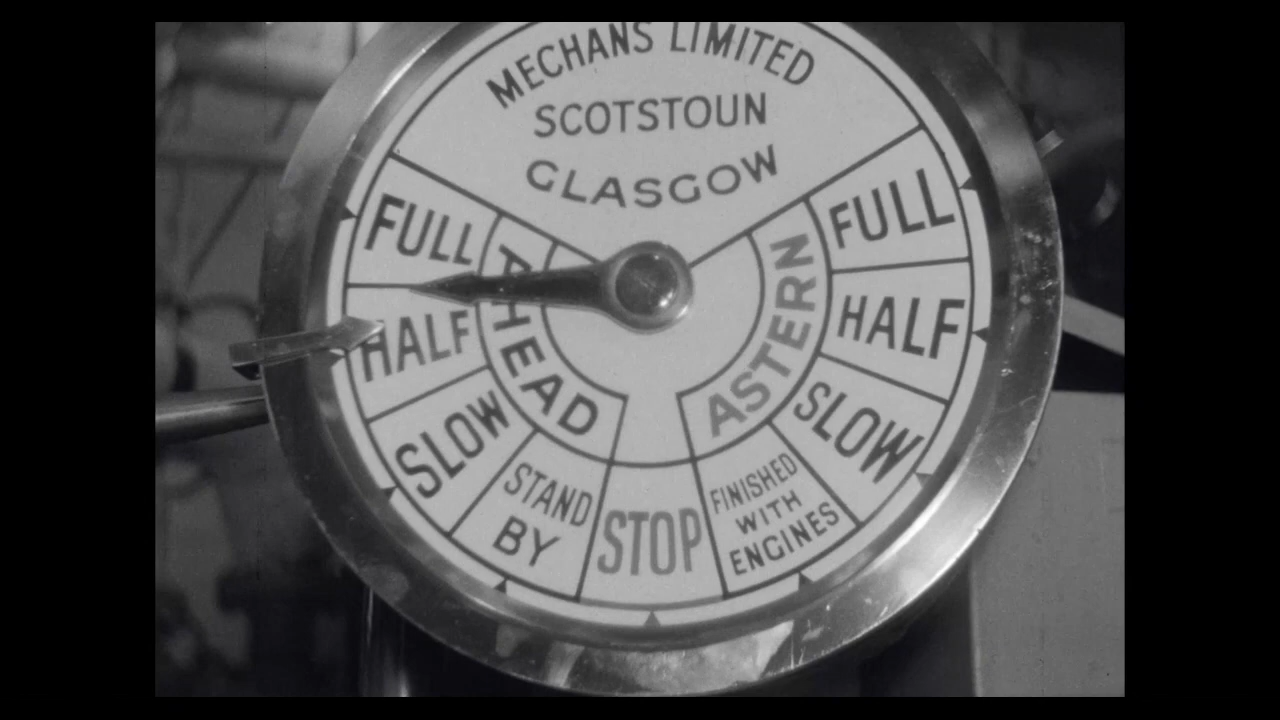 MECHANS LIMITED
SCOTSTOUN
GLASGOW
FULL
HALF
SLOW
STAND
BY
AHEAD
STOP
FINISHED
WITH
ENGINES
ASTERN
SLOW
HALF
FULL